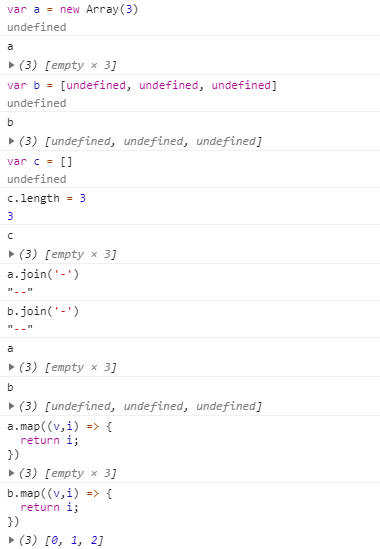 var a = new Array(3)
undefined
a
▶ (3) [empty × 3]
var b = [undefined, undefined, undefined]
undefined
b
▶ (3) [undefined, undefined, undefined]
var c = []
undefined
c.length = 3
3
c
▶ (3) [empty × 3]
a.join('-')
"--"
b.join('-')
"--"
a
▶ (3) [empty × 3]
b
▶ (3) [undefined, undefined, undefined]
a.map((v,i) => {
  return i;
})
▶ (3) [empty × 3]
b.map((v,i) => {
  return i;
})
▶ (3) [0, 1, 2]